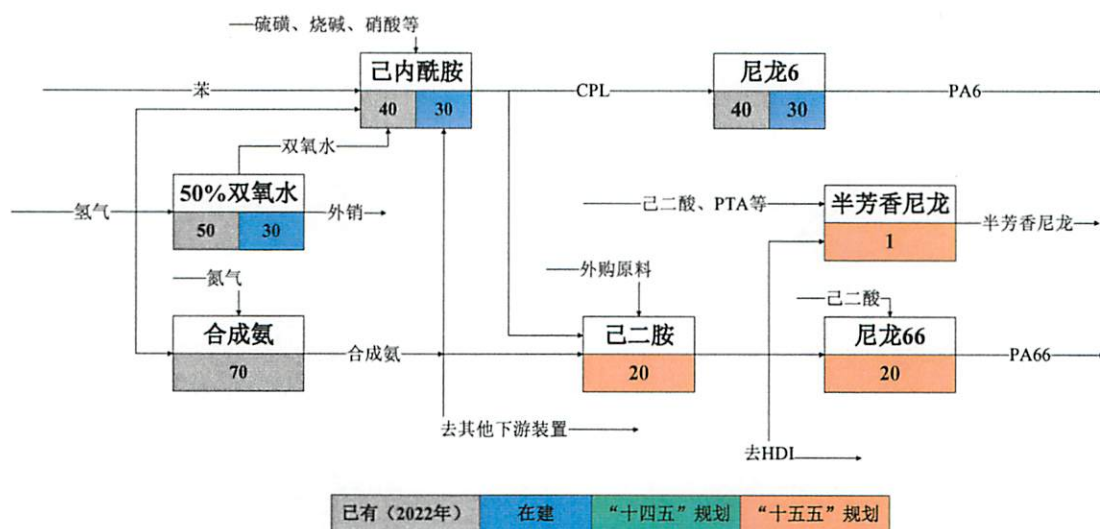 硫磺、烧碱、硝酸等
己内酰胺
尼龙6
苯
CPL
PA6
40
30
40
30
双氧水
50%双氧水
己二酸、PTA等
半芳香尼龙
氢气
外销
半芳香尼龙
50
30
1
氮气
外购原料
己二酸
合成氨
己二胺
尼龙66
合成氨
PA66
70
20
20
去其他下游装置
去HDI
已有（2022年）
在建
“十四五”规划
“十五五”规划